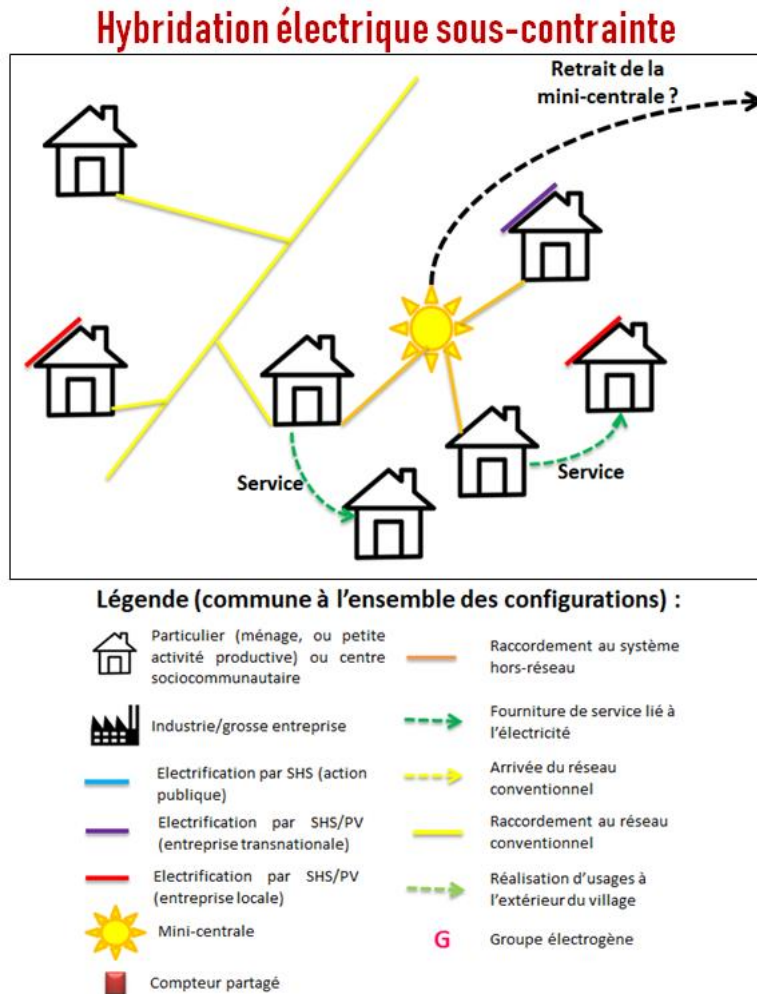 Hybridation électrique sous-contrainte
Retrait de la
mini-centrale ?
Service
Service
Légende (commune à l'ensemble des configurations) :
Particulier (ménage, ou petite
activité productive) ou centre
sociocommunautaire
Industrie/grosse entreprise
Electrification par SHS (action
publique)
Electrification par SHS/PV
(entreprise transnationale)
Electrification par SHS/PV
(entreprise locale)
Mini-centrale
Compteur partagé
Raccordement au système
hors-réseau
Fourniture de service lié à
l'électricité
Arrivée du réseau
conventionnel
Raccordement au réseau
conventionnel
Réalisation d'usages à
l'extérieur du village
G Groupe électrogène